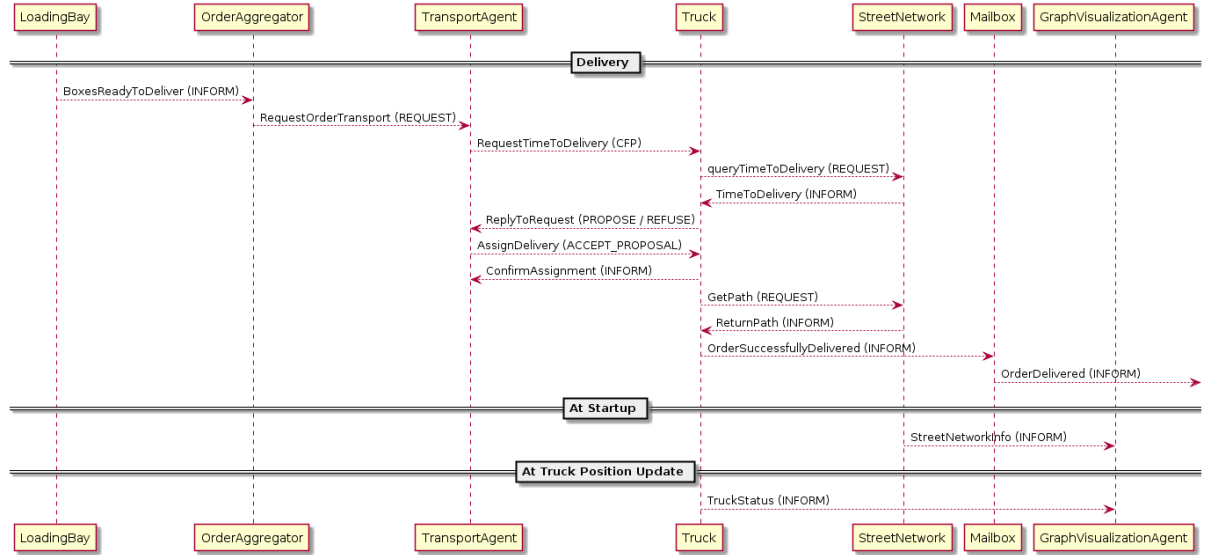 LoadingBay
OrderAggregator
TransportAgent
Truck
StreetNetwork
Mailbox
GraphVisualizationAgent
Delivery
BoxesReadyToDeliver (INFORM)
RequestOrderTransport (REQUEST)
RequestTimeToDelivery (CFP)
queryTimeToDelivery (REQUEST)
TimeToDelivery (INFORM)
ReplyToRequest (PROPOSE / REFUSE)
AssignDelivery (ACCEPT_PROPOSAL)
ConfirmAssignment (INFORM)
GetPath (REQUEST)
ReturnPath (INFORM)
OrderSuccessfullyDelivered (INFORM)
OrderDelivered (INFORM)
At Startup
StreetNetworkInfo (INFORM)
At Truck Position Update
TruckStatus (INFORM)
LoadingBay
OrderAggregator
TransportAgent
Truck
StreetNetwork
Mailbox
GraphVisualizationAgent